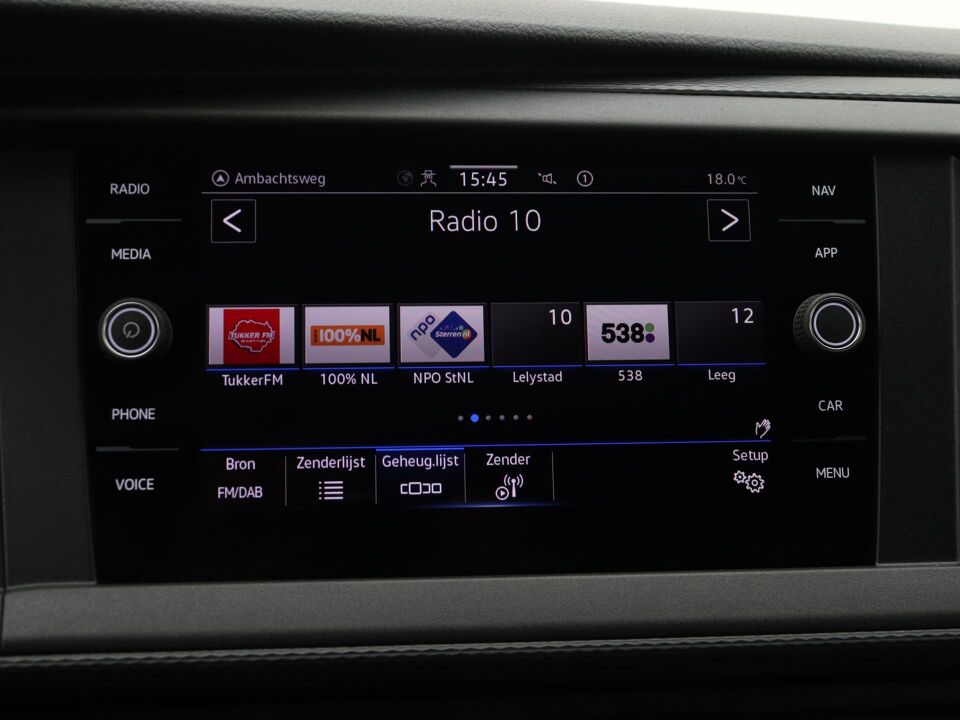 RADIO
MEDIA
PHONE
VOICE
Ambachtsweg 15:45 1 18.0°C
< Radio 10 >
TUKKER FM 100%NL npo Sterren nl 10 538 12
TukkerFM 100% NL NPO StNL Lelystad 538 Leeg
Bron Zenderlijst Geheug.lijst Zender Setup
FM/DAB
NAV
APP
CAR
MENU